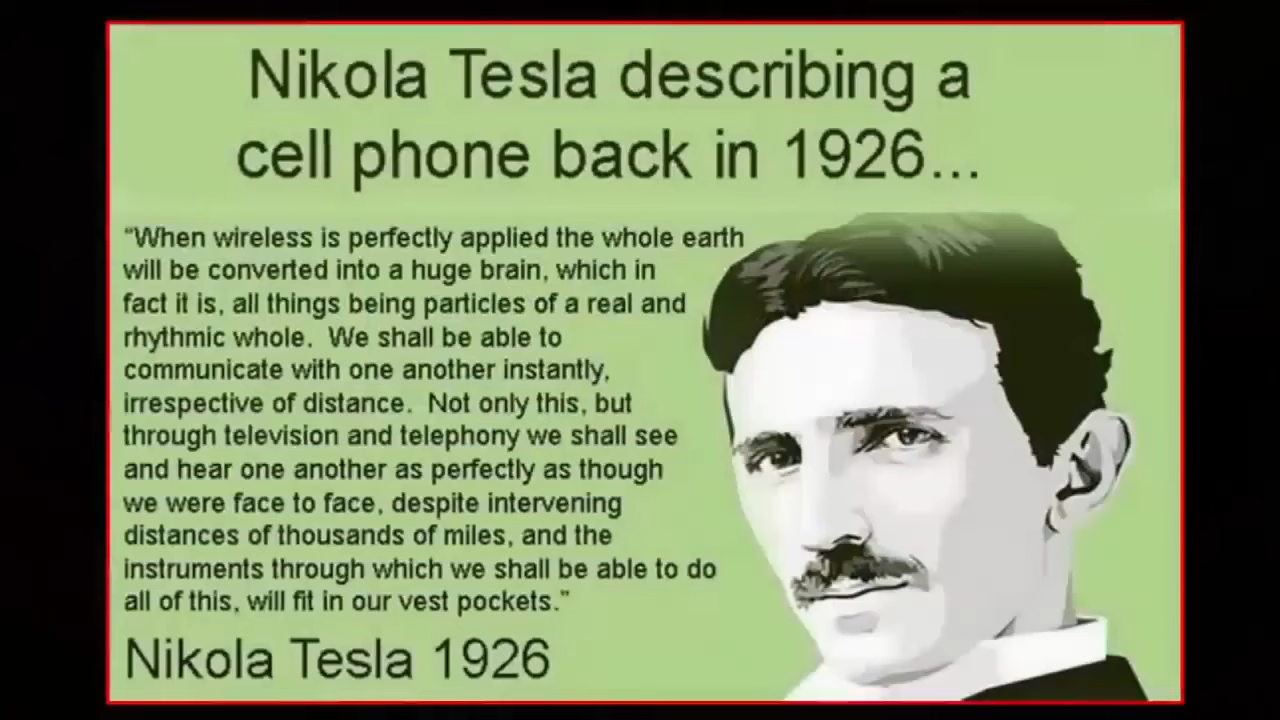 Nikola Tesla describing a
cell phone back in 1926...
“When wireless is perfectly applied the whole earth
will be converted into a huge brain, which in
fact it is, all things being particles of a real and
rhythmic whole.  We shall be able to
communicate with one another instantly,
irrespective of distance.  Not only this, but
through television and telephony we shall see
and hear one another as perfectly as though
we were face to face, despite intervening
distances of thousands of miles, and the
instruments through which we shall be able to do
all of this, will fit in our vest pockets.”
Nikola Tesla 1926